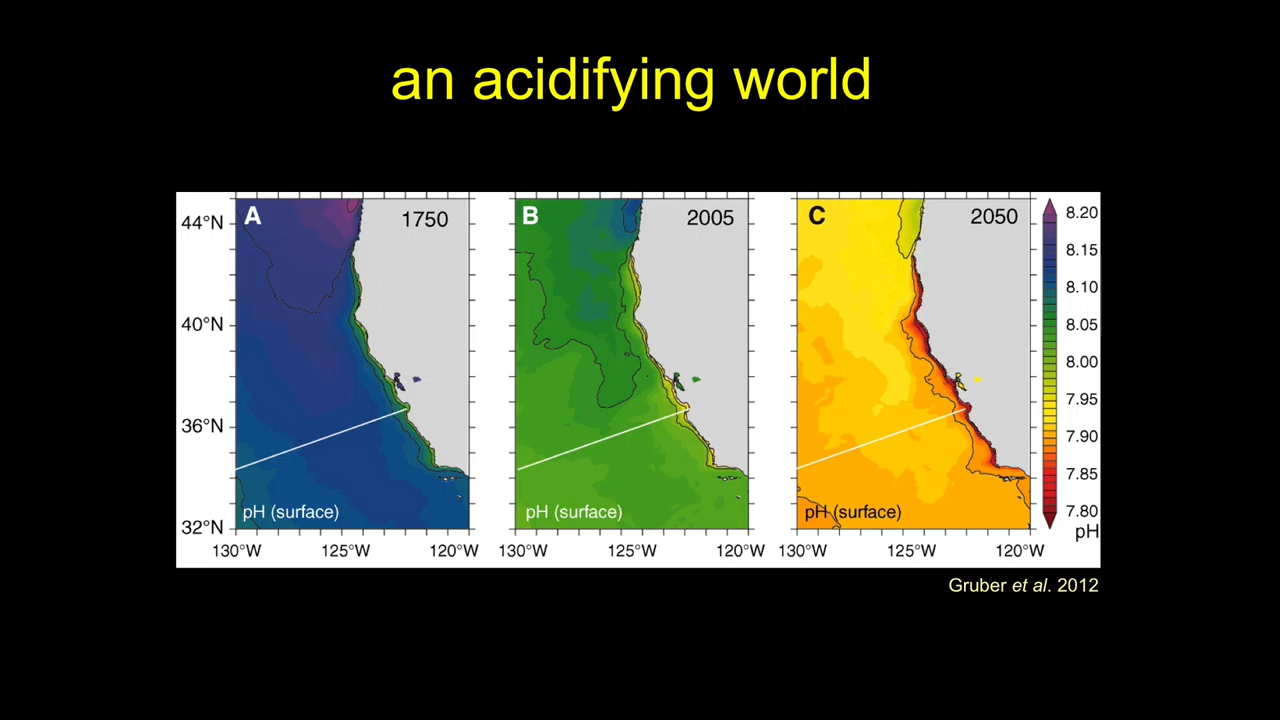 an acidifying world
A 1750
B 2005
C 2050
44°N
40°N
36°N
32°N
pH (surface)
pH (surface)
pH (surface)
130°W 125°W 120°W
130°W 125°W 120°W
130°W 125°W 120°W
8.20
8.15
8.10
8.05
8.00
7.95
7.90
7.85
7.80
pH
Gruber et al. 2012